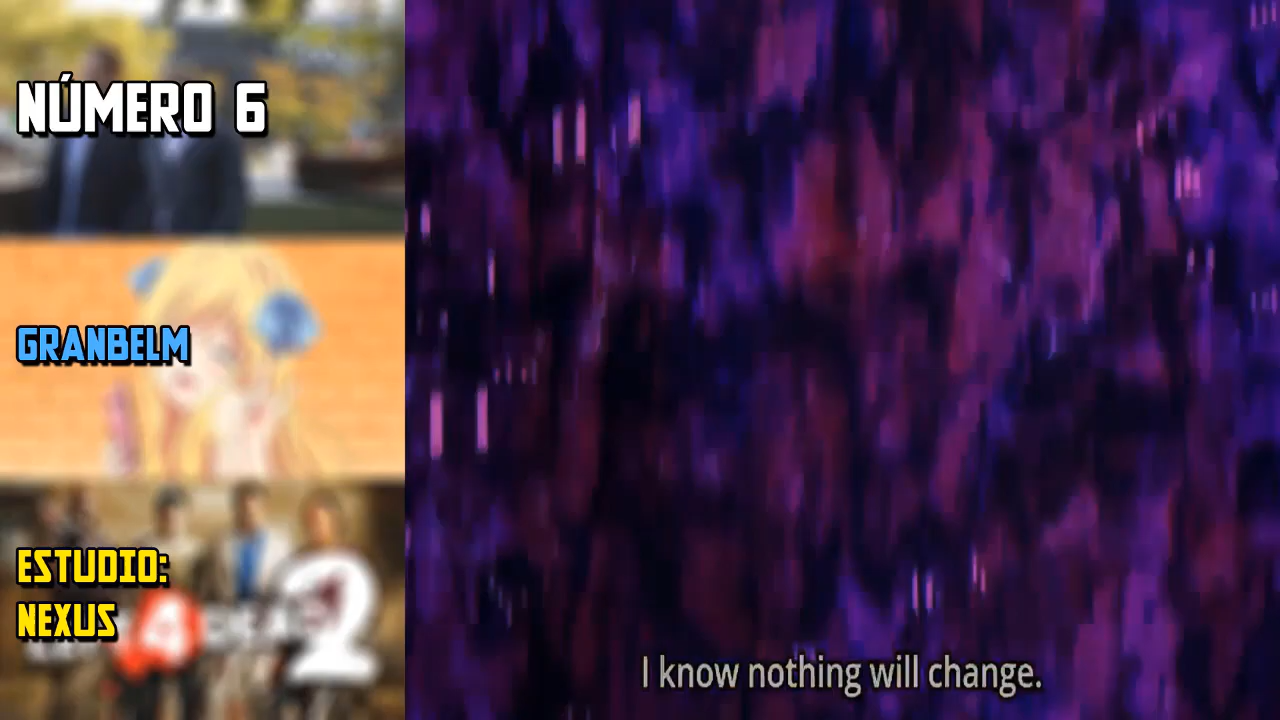 NÚMERO 6
GRANBELM
ESTUDIO:
NEXUS
I know nothing will change.